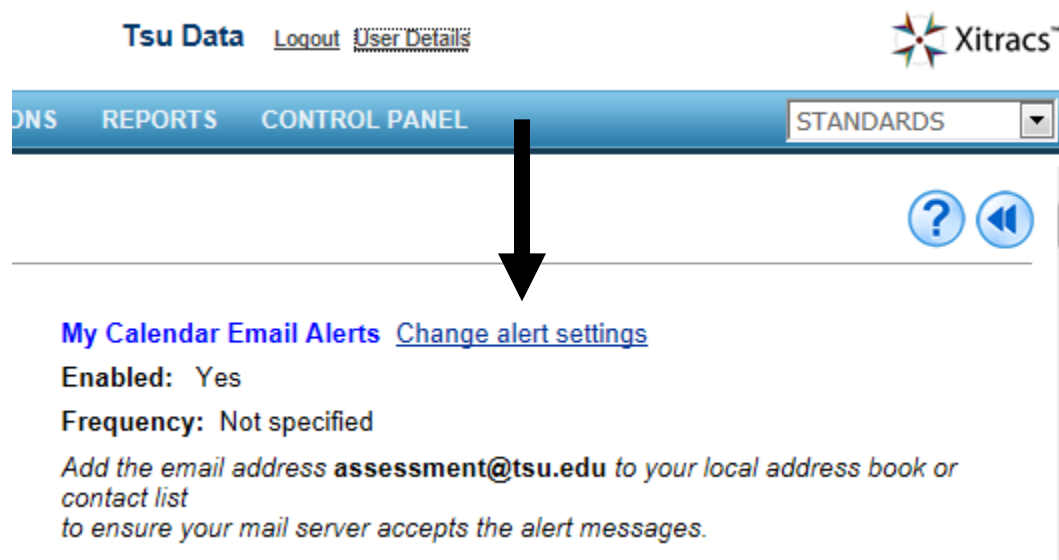 Tsu Data Logout User Details
Xitracs™
REPORTS CONTROL PANEL STANDARDS
?
My Calendar Email Alerts Change alert settings
Enabled: Yes
Frequency: Not specified
Add the email address assessment@tsu.edu to your local address book or
contact list
to ensure your mail server accepts the alert messages.